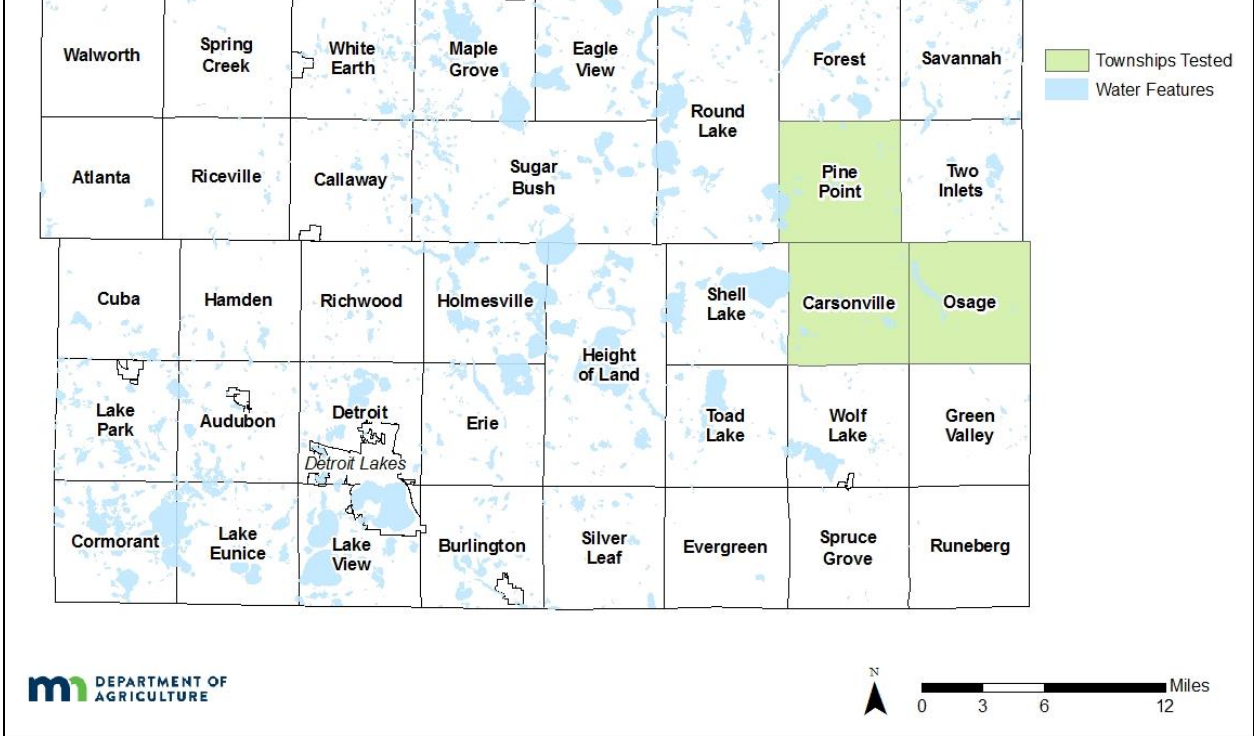 Walworth
Spring
Creek
White
Earth
Maple
Grove
Eagle
View
Round
Lake
Forest
Savannah
Townships Tested
Water Features
Atlanta
Riceville
Callaway
Sugar
Bush
Pine
Point
Two
Inlets
Cuba
Hamden
Richwood
Holmesville
Height
of Land
Shell
Lake
Carsonville
Osage
Lake
Park
Audubon
Detroit
Detroit Lakes
Erie
Toad
Lake
Wolf
Lake
Green
Valley
Cormorant
Lake
Eunice
Lake
View
Burlington
Silver
Leaf
Evergreen
Spruce
Grove
Runeberg
mn DEPARTMENT OF
AGRICULTURE
N
Miles
0 3 6 12